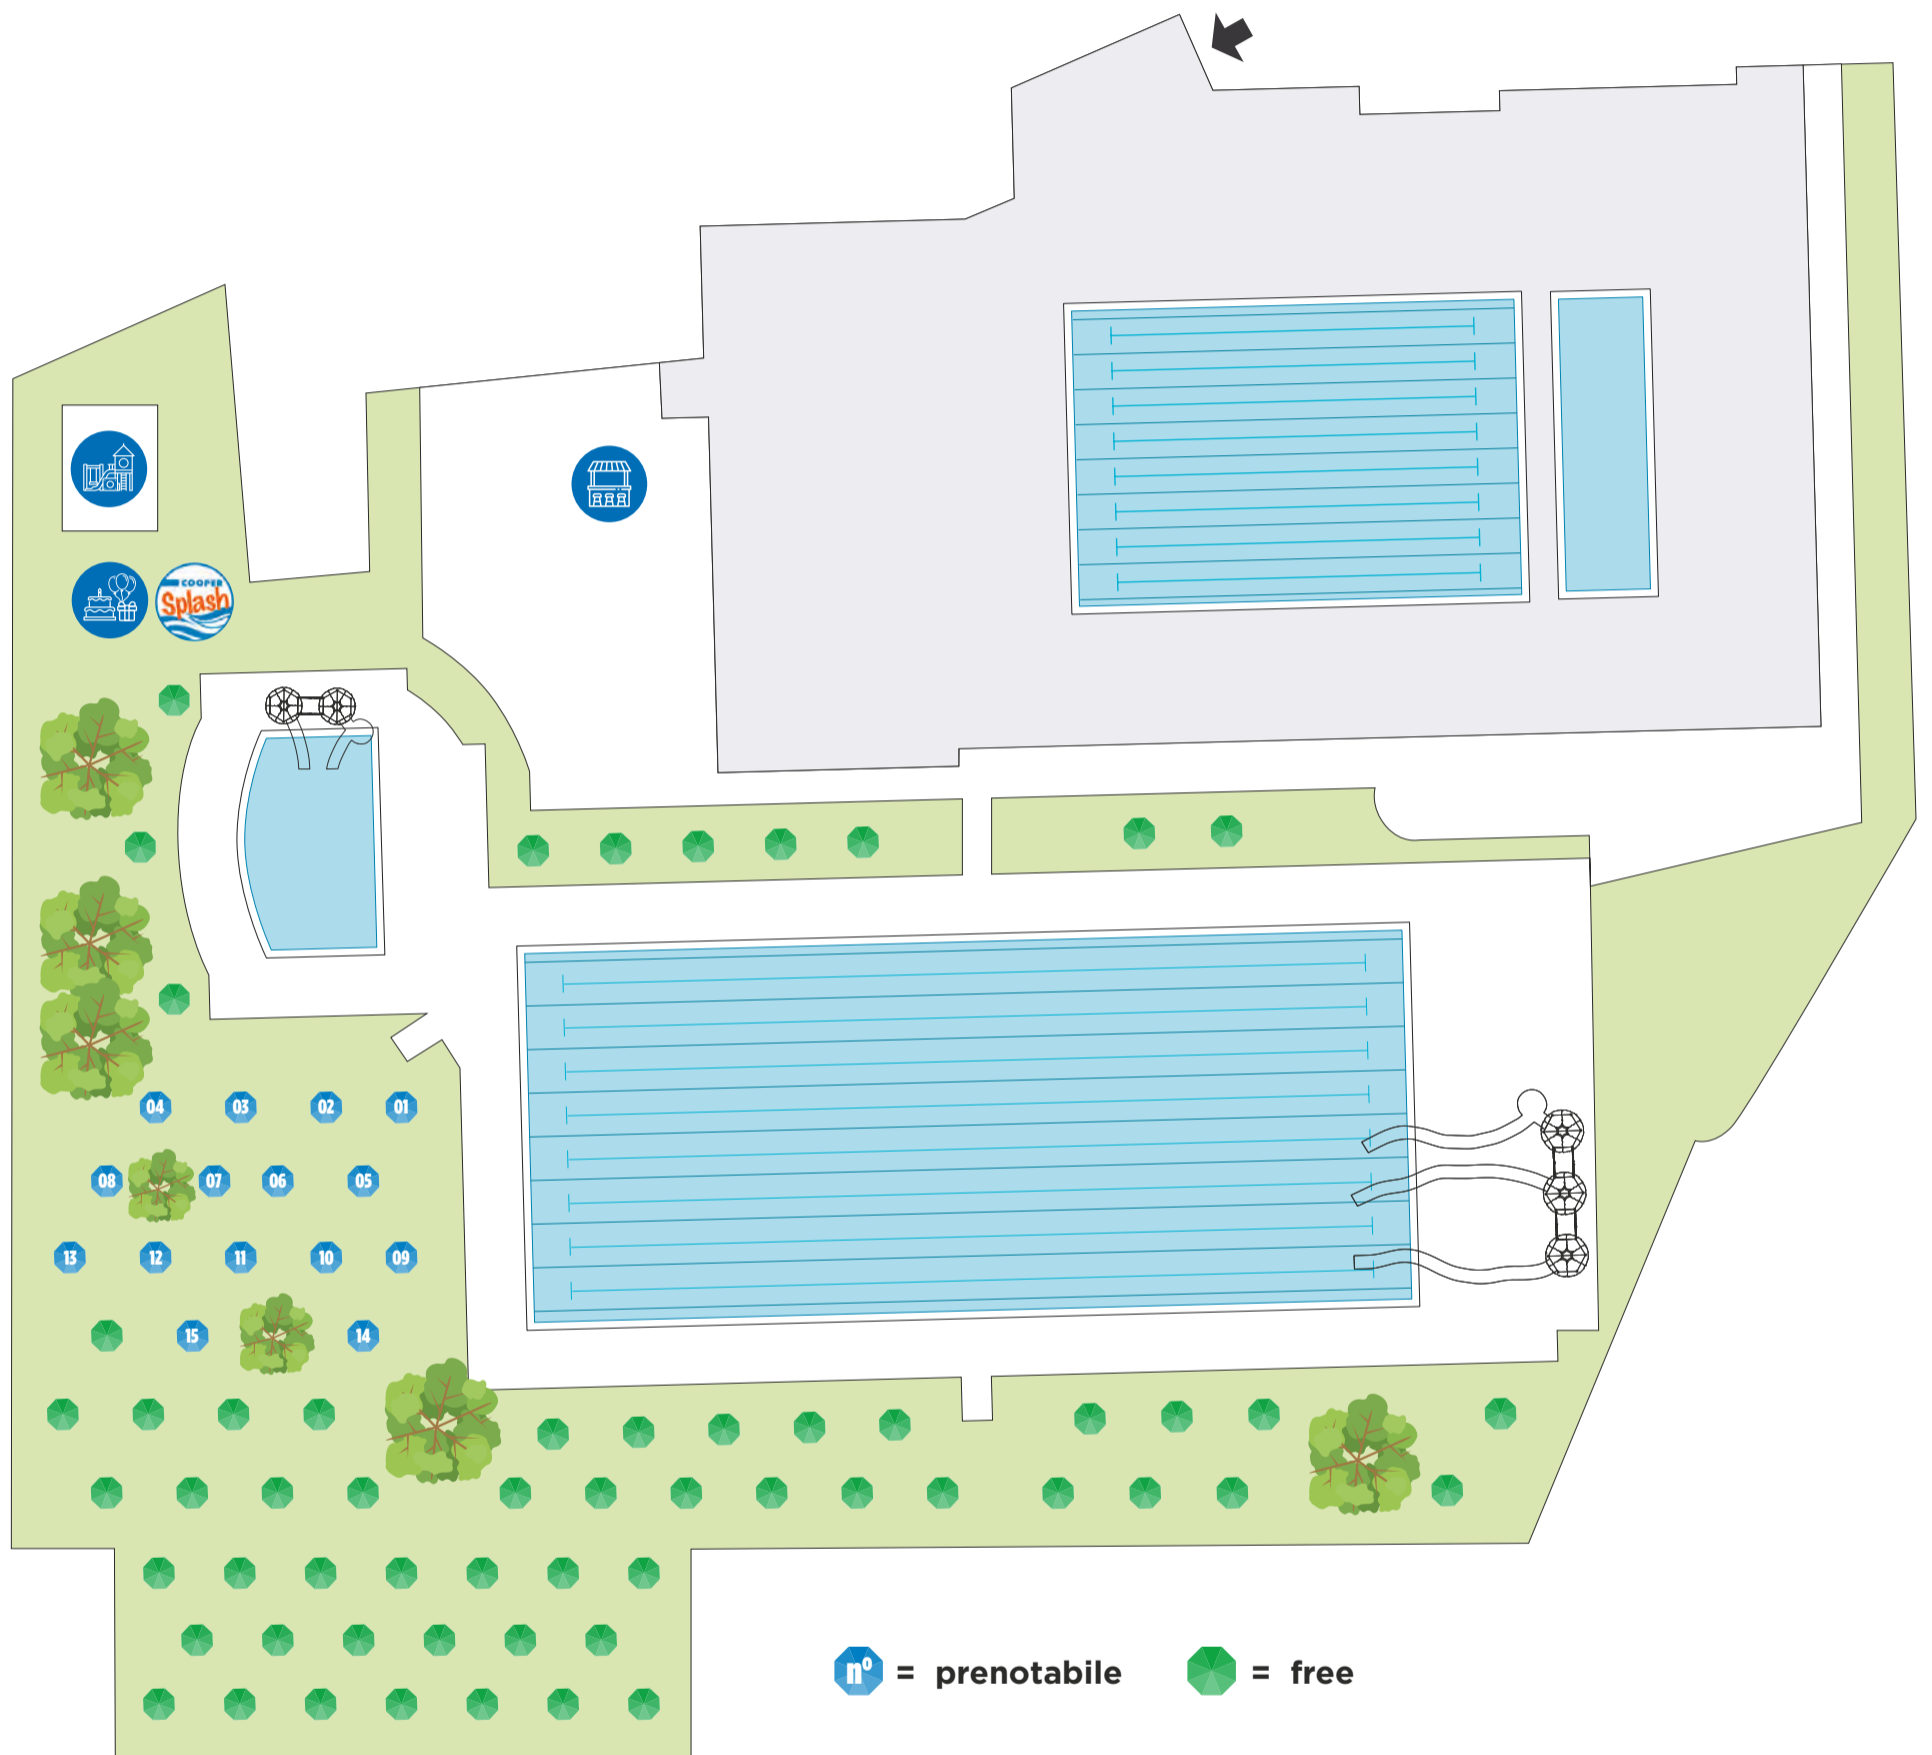 COOPER
Splash
04 03 02 01
08 07 06 05
13 12 11 10 09
15 14
n° = prenotabile = free